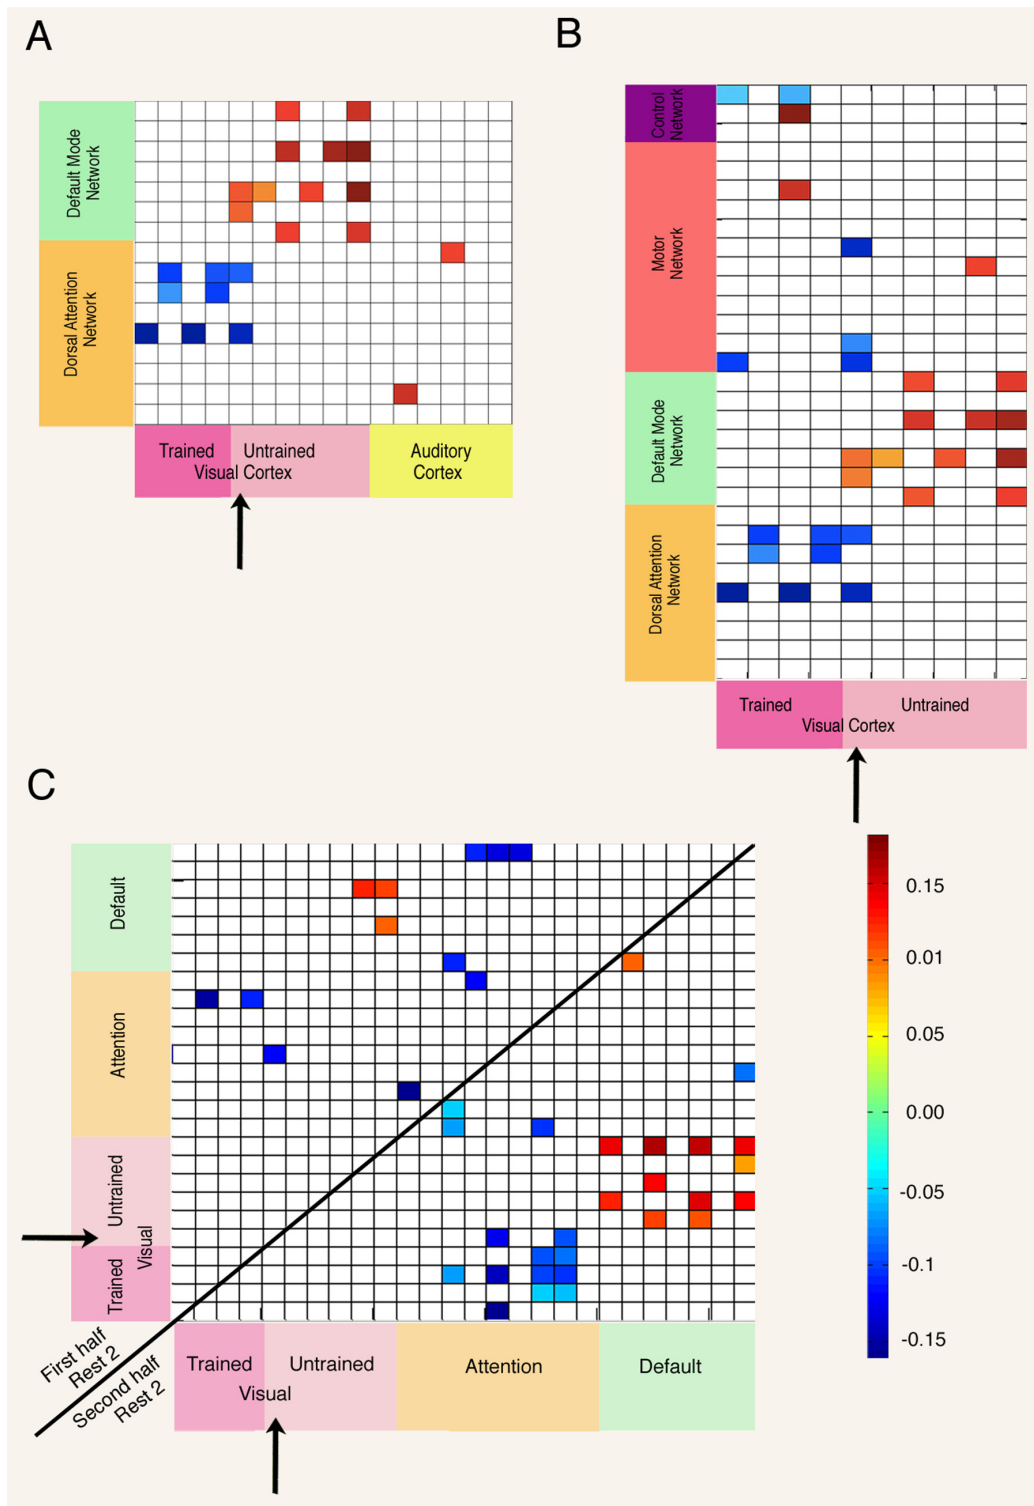 A
Default Mode
Network
Dorsal Attention
Network
Trained
Untrained
Visual Cortex
Auditory
Cortex
B
Control
Network
Motor
Network
Default Mode
Network
Dorsal Attention
Network
Trained
Untrained
Visual Cortex
C
Default
Attention
Untrained
Trained
Visual
First half
Rest 2
Second half
Rest 2
Trained
Untrained
Visual
Attention
Default
0.15
0.01
0.05
0.00
-0.05
-0.1
-0.15